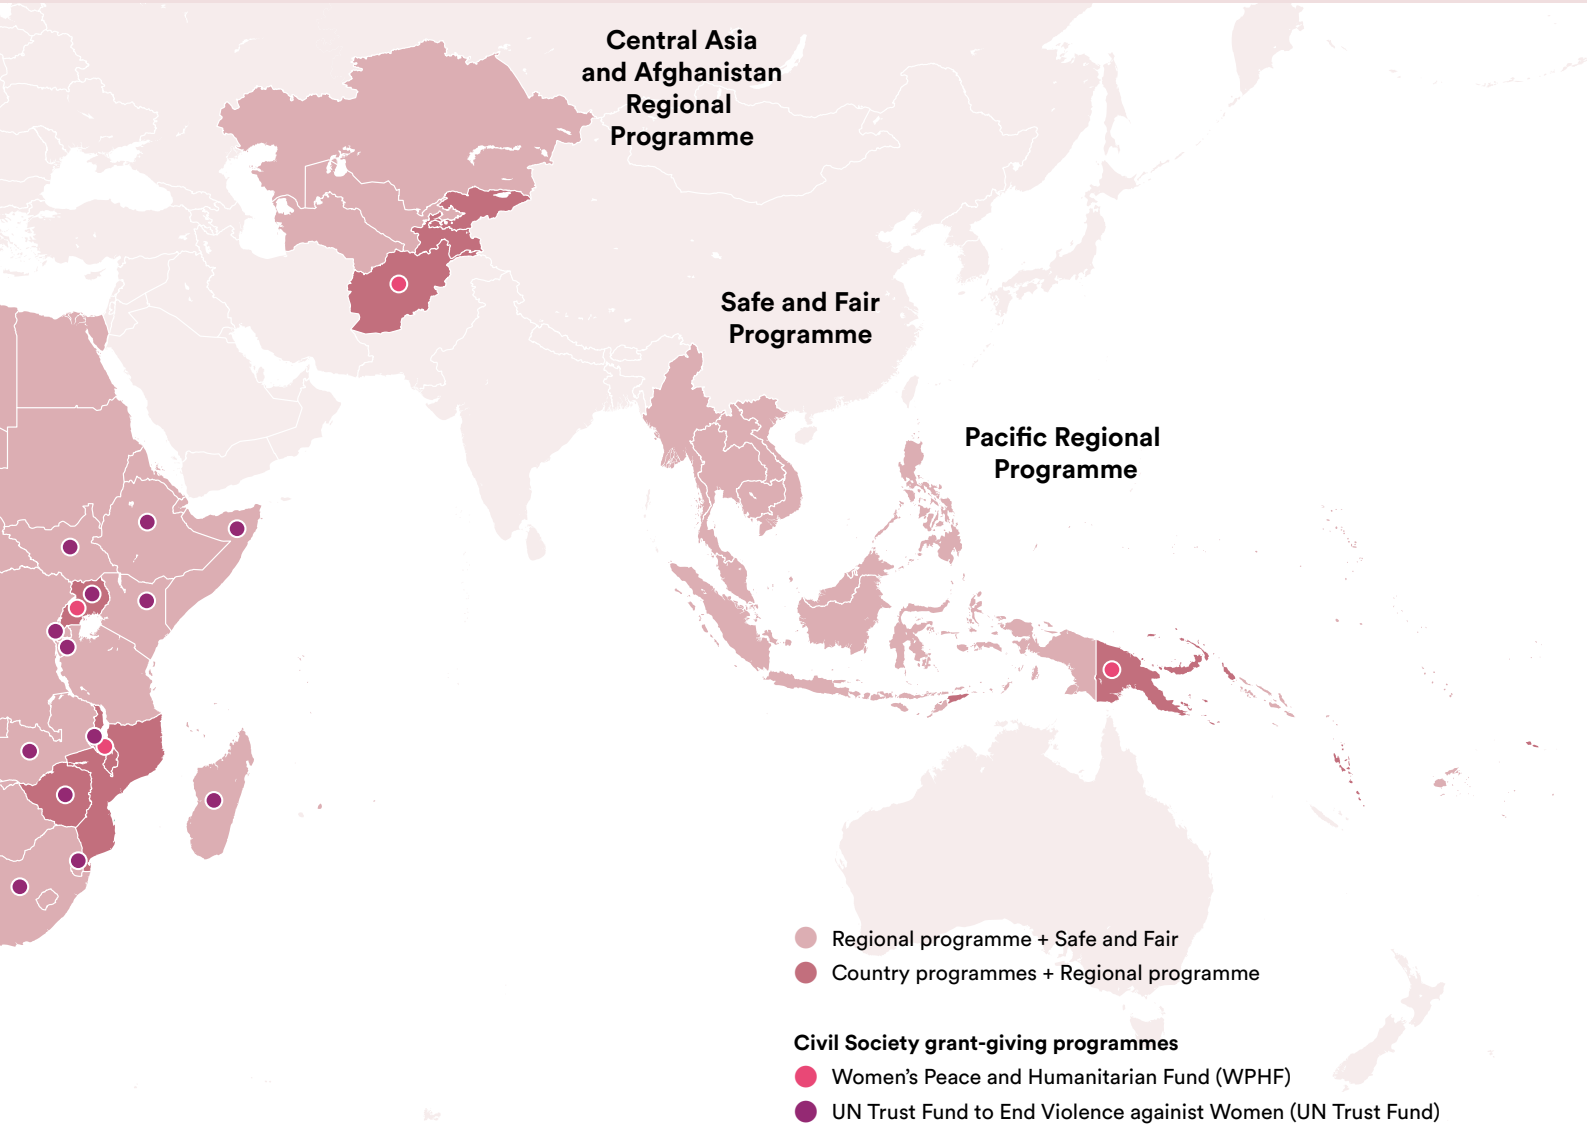 Central Asia
and Afghanistan
Regional
Programme
Safe and Fair
Programme
Pacific Regional
Programme
Regional programme + Safe and Fair
Country programmes + Regional programme
Civil Society grant-giving programmes
Women’s Peace and Humanitarian Fund (WPHF)
UN Trust Fund to End Violence againist Women (UN Trust Fund)